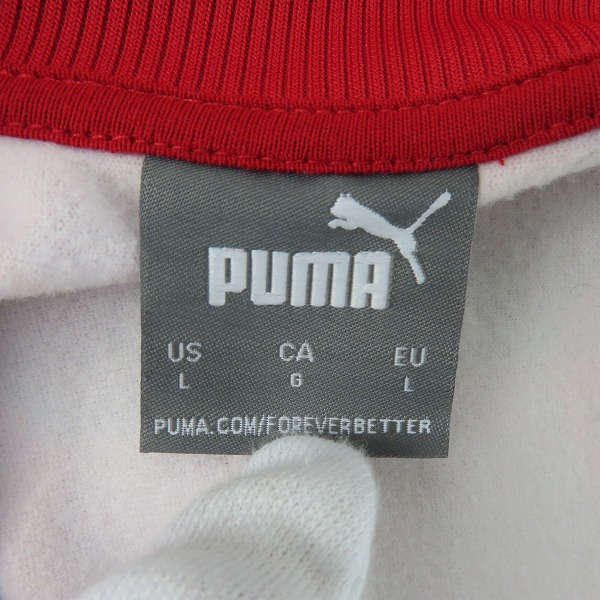 PUMA
US CA EU
L G L
PUMA.COM/FOREVERBETTER